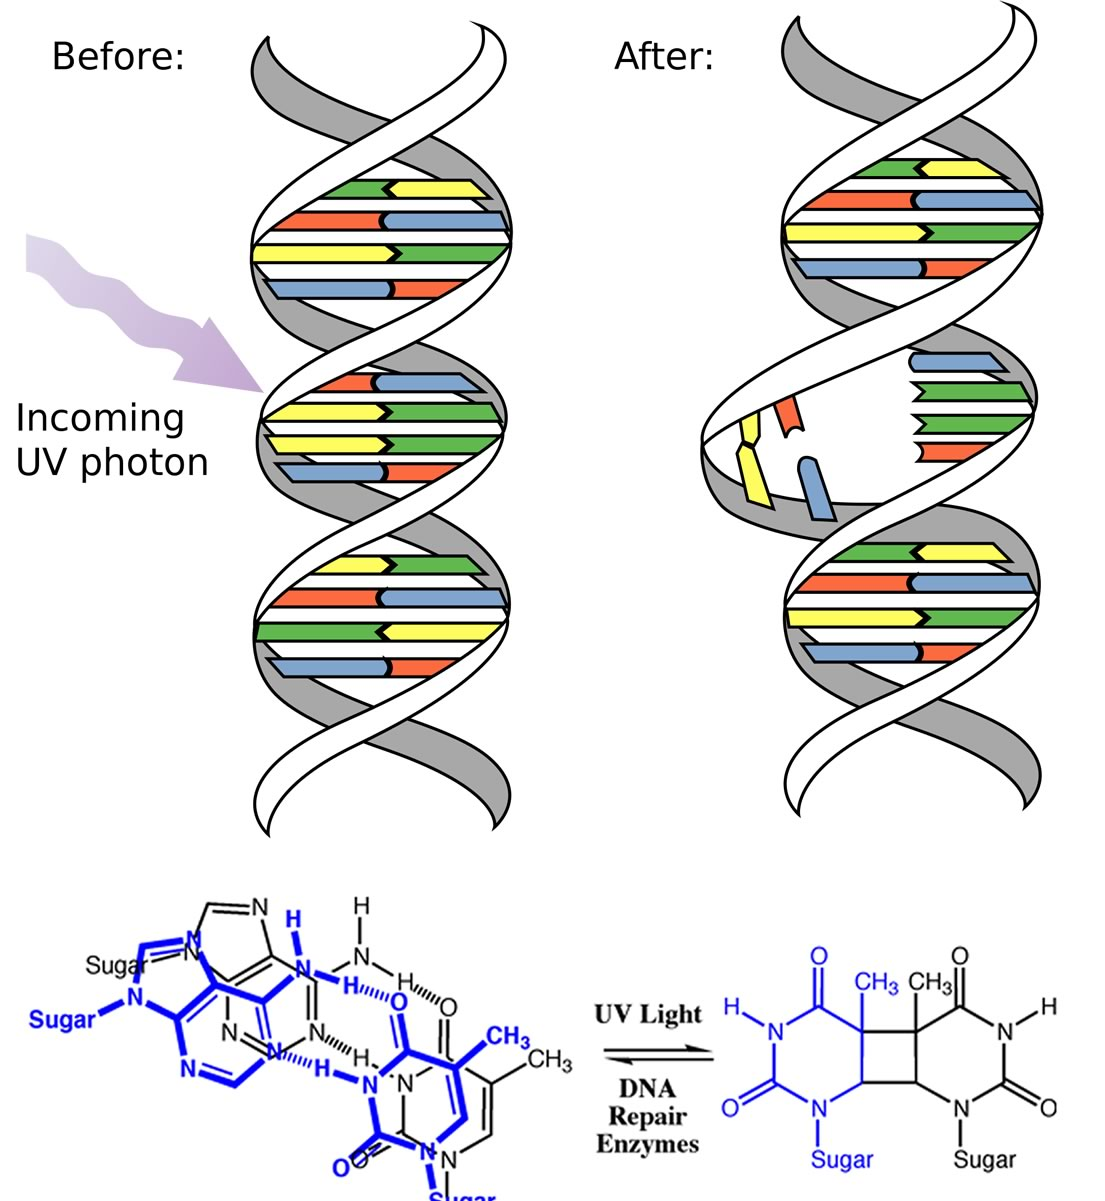 Before:
After:
Incoming
UV photon
N
H
H
Sugar
N
N
N
N
H
H
O
O
Sugar
N
N
N
H
CH₃
CH₃
N
N
H
N
N
O
O
N
N
Sugar
UV Light
DNA
Repair
Enzymes
O
O
CH₃
CH₃
H
H
N
N
O
N
N
O
Sugar
Sugar